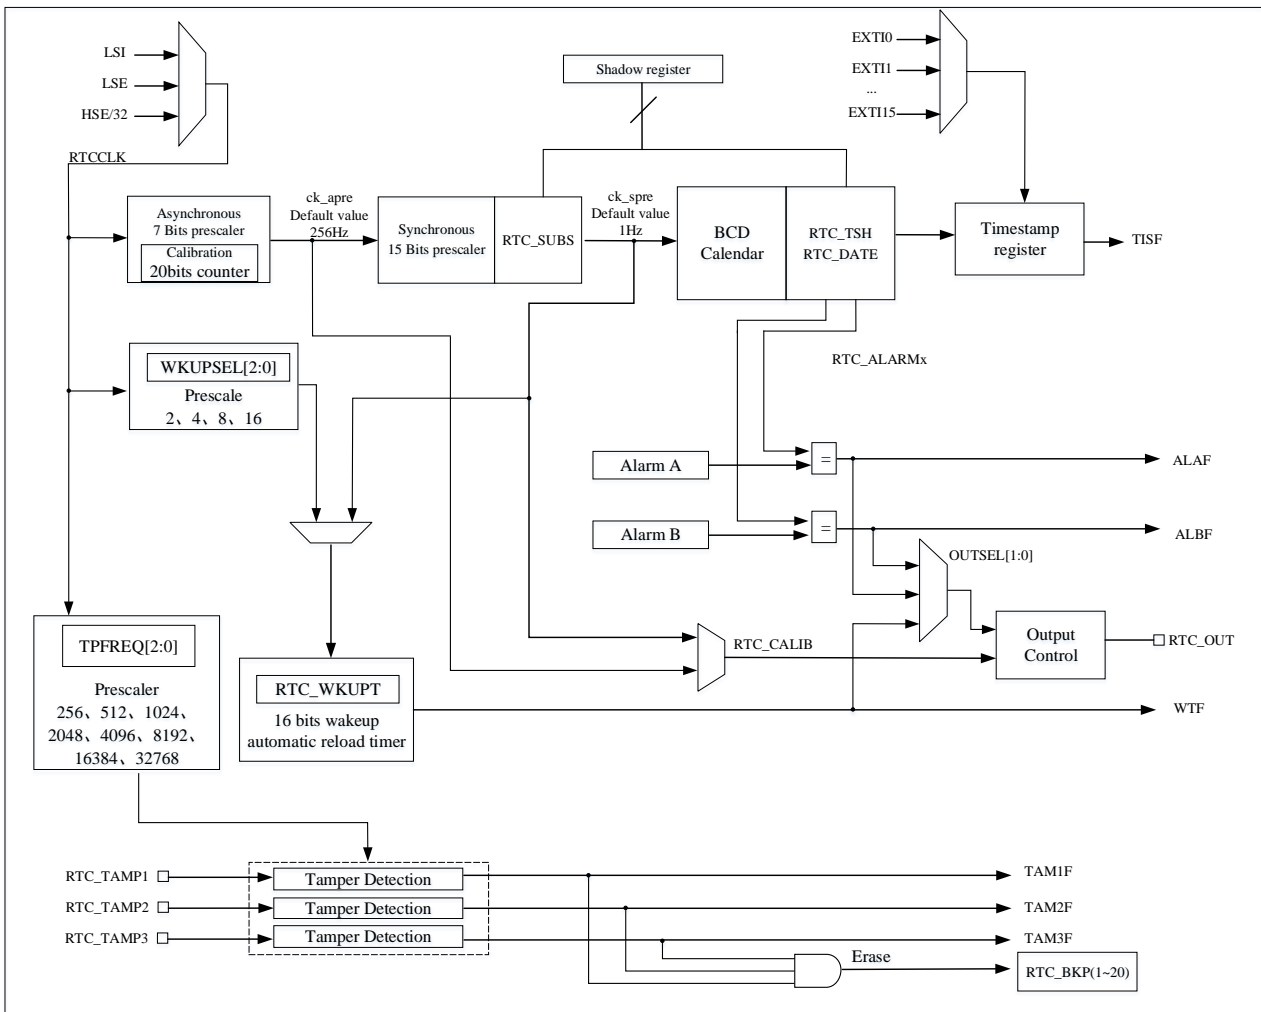 LSI
LSE
HSE/32
RTCCLK
Shadow register
EXTI0
EXTI1
...
EXTI15
Asynchronous
7 Bits prescaler
Calibration
20bits counter
ck_apre
Default value
256Hz
Synchronous
15 Bits prescaler
RTC_SUBS
ck_spre
Default value
1Hz
BCD
Calendar
RTC_TSH
RTC_DATE
Timestamp
register
TISF
WKUPSEL[2:0]
Prescale
2、4、8、16
RTC_ALARMx
Alarm A
=
ALAF
Alarm B
=
ALBF
OUTSEL[1:0]
TPFREQ[2:0]
Prescaler
256、512、1024、
2048、4096、8192、
16384、32768
RTC_WKUPT
16 bits wakeup
automatic reload timer
RTC_CALIB
Output
Control
RTC_OUT
WTF
RTC_TAMP1
Tamper Detection
TAM1F
RTC_TAMP2
Tamper Detection
TAM2F
RTC_TAMP3
Tamper Detection
TAM3F
Erase
RTC_BKP(1~20)